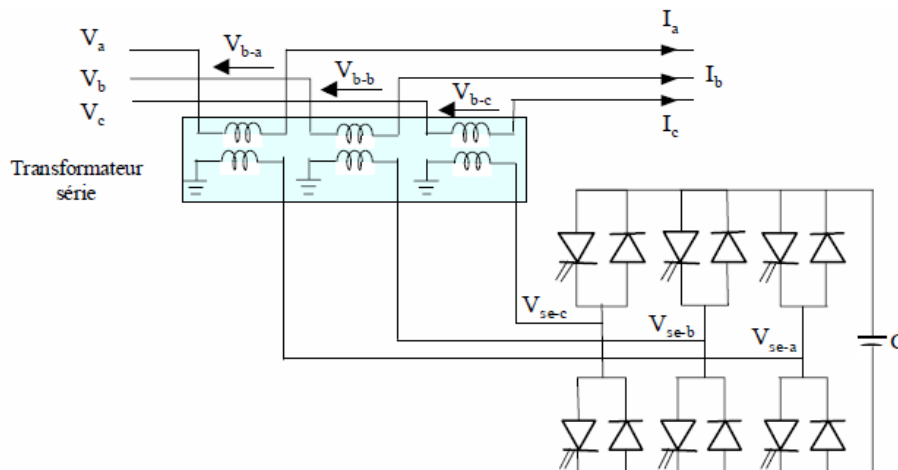 V_a
V_b-a
I_a
V_b
V_b-b
I_b
V_c
V_b-c
I_c
Transformateur
série
V_se-c
V_se-b
V_se-a
C